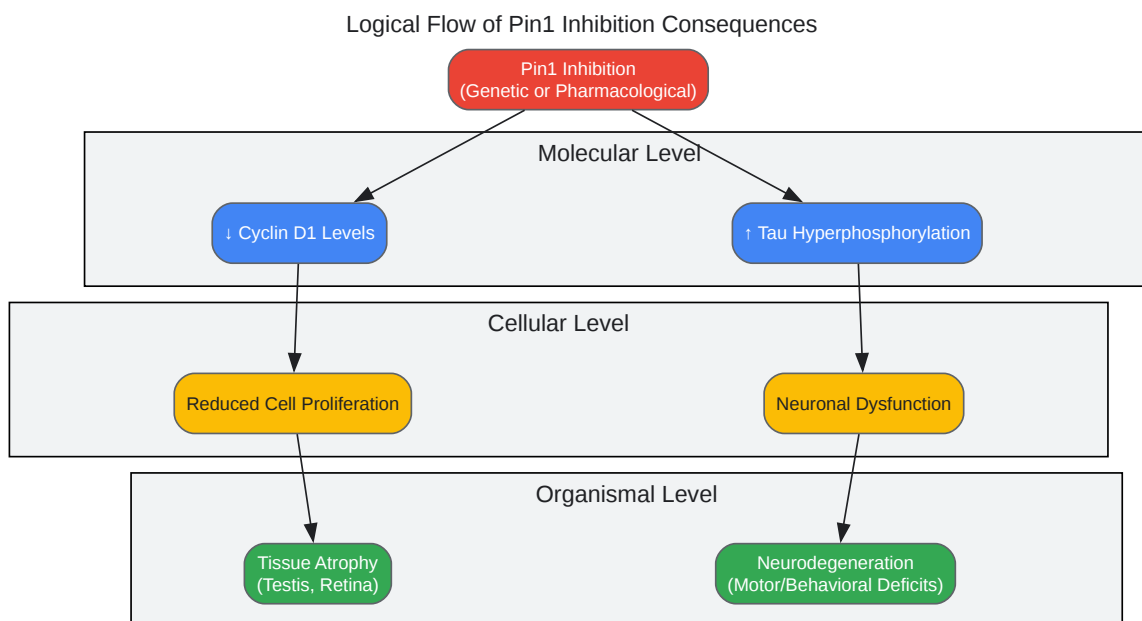 Logical Flow of Pin1 Inhibition Consequences
Pin1 Inhibition
(Genetic or Pharmacological)
Molecular Level
↓ Cyclin D1 Levels
↑ Tau Hyperphosphorylation
Cellular Level
Reduced Cell Proliferation
Neuronal Dysfunction
Organismal Level
Tissue Atrophy
(Testis, Retina)
Neurodegeneration
(Motor/Behavioral Deficits)